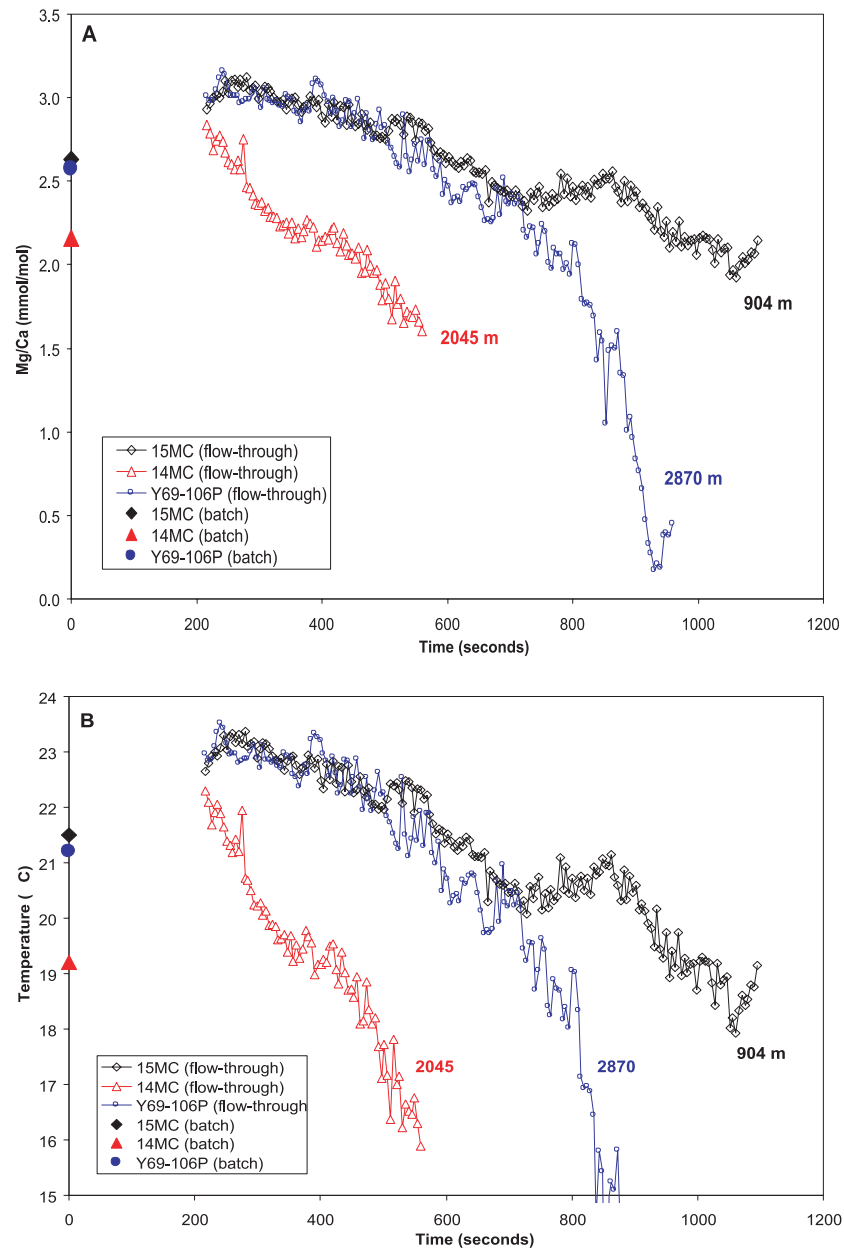 A
3.5
3.0
2.5
2.0
1.5
1.0
0.5
0.0
Mg/Ca (mmol/mol)
904 m
2045 m
2870 m
15MC (flow-through)
14MC (flow-through)
Y69-106P (flow-through)
15MC (batch)
14MC (batch)
Y69-106P (batch)
0 200 400 600 800 1000 1200
Time (seconds)
B
24
23
22
21
20
19
18
17
16
15
Temperature ( C)
2045
2870
904 m
15MC (flow-through)
14MC (flow-through)
Y69-106P (flow-through
15MC (batch)
14MC (batch)
Y69-106P (batch)
0 200 400 600 800 1000 1200
Time (seconds)